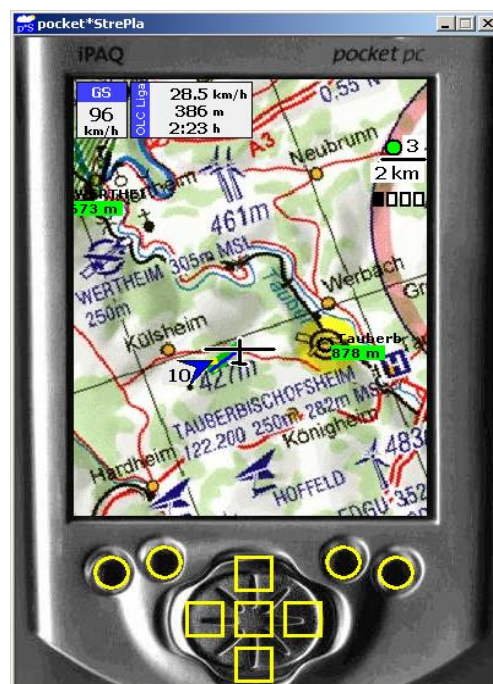 pocket*StrePla
iPAQ
pocket pc
GS
96
km/h
OLC Liga
28.5 km/h
386 m
2:23 h
0,55 N
A3
Neubrunn
3
2 km
573 m
461m
WERTHEIM 305m MSL
250m
Werbach
Tauber
Külsheim
Tauberb
878 m
10
427m
TAUBERBISCHOFSHEIM
122.200 250m 282m MSL
Königheim
H
Hardheim
HOFFELD
483
EDGU 352